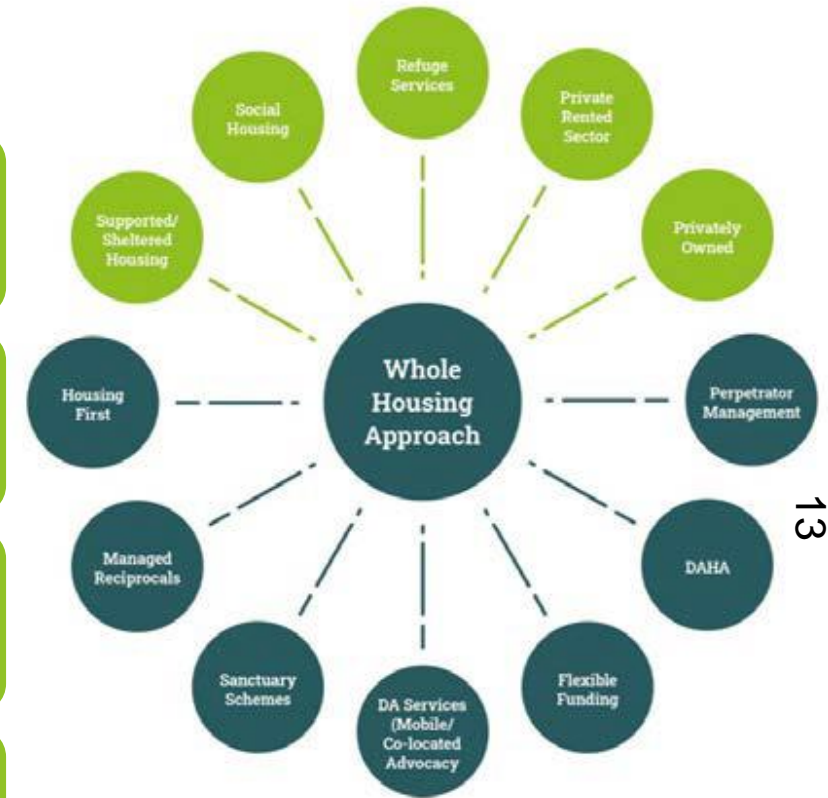 Refuge
Services
Social
Housing
Private
Rented
Sector
Supported/
Sheltered
Housing
Privately
Owned
Whole
Housing
Approach
Housing
First
Perpetrator
Management
Managed
Reciprocals
DAHA
Sanctuary
Schemes
DA Services
(Mobile/
Co-located
Advocacy
Flexible
Funding
13